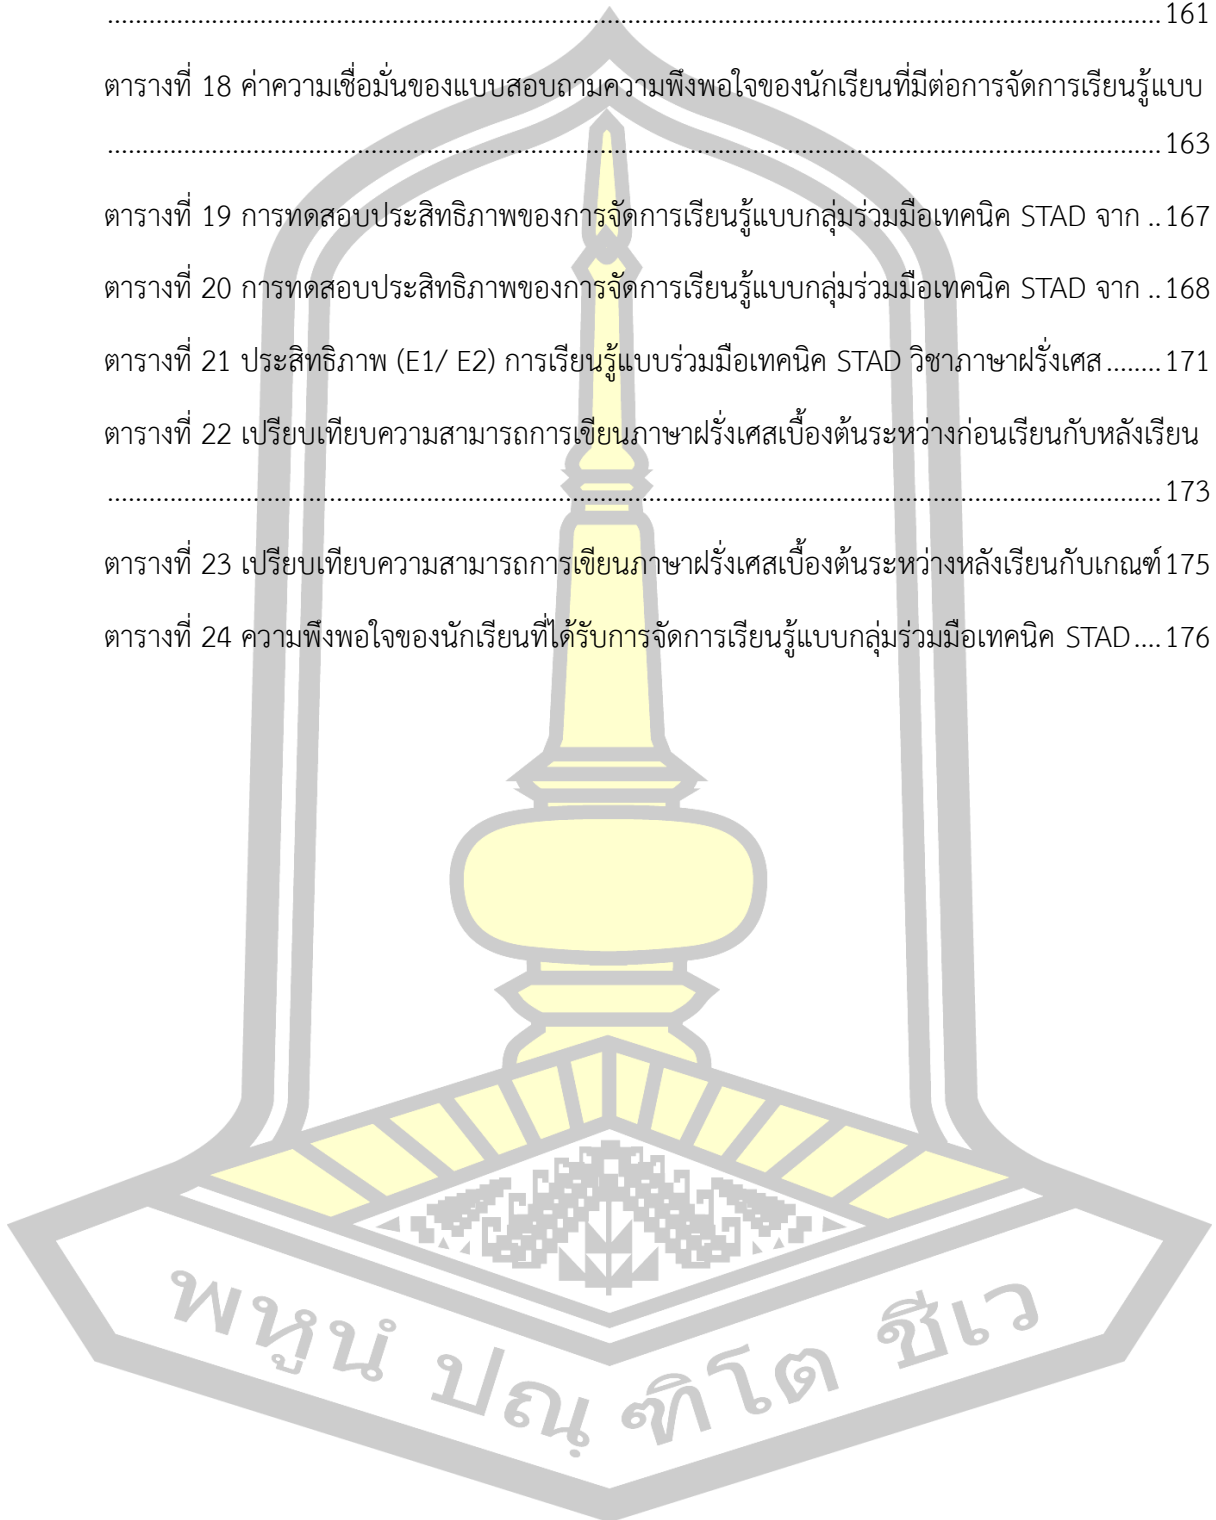 ........................................................................................................................................................ 161
ตารางที่ 18 ค่าความเชื่อมั่นของแบบสอบถามความพึงพอใจของนักเรียนที่มีต่อการจัดการเรียนรู้แบบ
........................................................................................................................................................ 163
ตารางที่ 19 การทดสอบประสิทธิภาพของการจัดการเรียนรู้แบบกลุ่มร่วมมือเทคนิค STAD จาก ..167
ตารางที่ 20 การทดสอบประสิทธิภาพของการจัดการเรียนรู้แบบกลุ่มร่วมมือเทคนิค STAD จาก ..168
ตารางที่ 21 ประสิทธิภาพ (E1/ E2) การเรียนรู้แบบร่วมมือเทคนิค STAD วิชาภาษาฝรั่งเศส........171
ตารางที่ 22 เปรียบเทียบความสามารถการเขียนภาษาฝรั่งเศสเบื้องต้นระหว่างก่อนเรียนกับหลังเรียน
........................................................................................................................................................ 173
ตารางที่ 23 เปรียบเทียบความสามารถการเขียนภาษาฝรั่งเศสเบื้องต้นระหว่างหลังเรียนกับเกณฑ์175
ตารางที่ 24 ความพึงพอใจของนักเรียนที่ได้รับการจัดการเรียนรู้แบบกลุ่มร่วมมือเทคนิค STAD....176
พหูนํ ปณฺฑิโต ชีเว